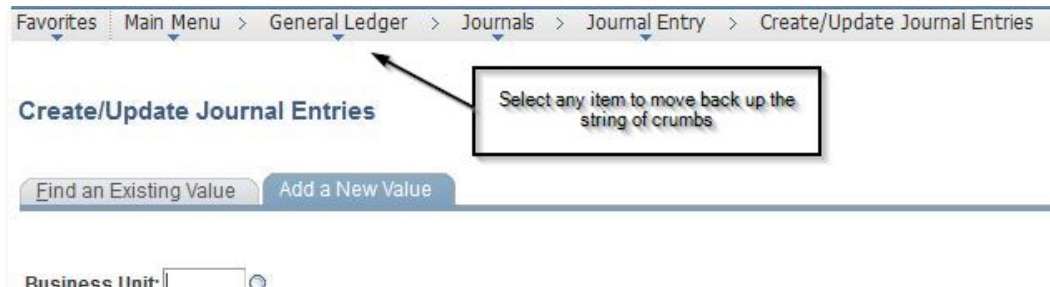 Favorites Main Menu > General Ledger > Journals > Journal Entry > Create/Update Journal Entries
Select any item to move back up the
string of crumbs
Create/Update Journal Entries
Find an Existing Value Add a New Value
Business Unit: